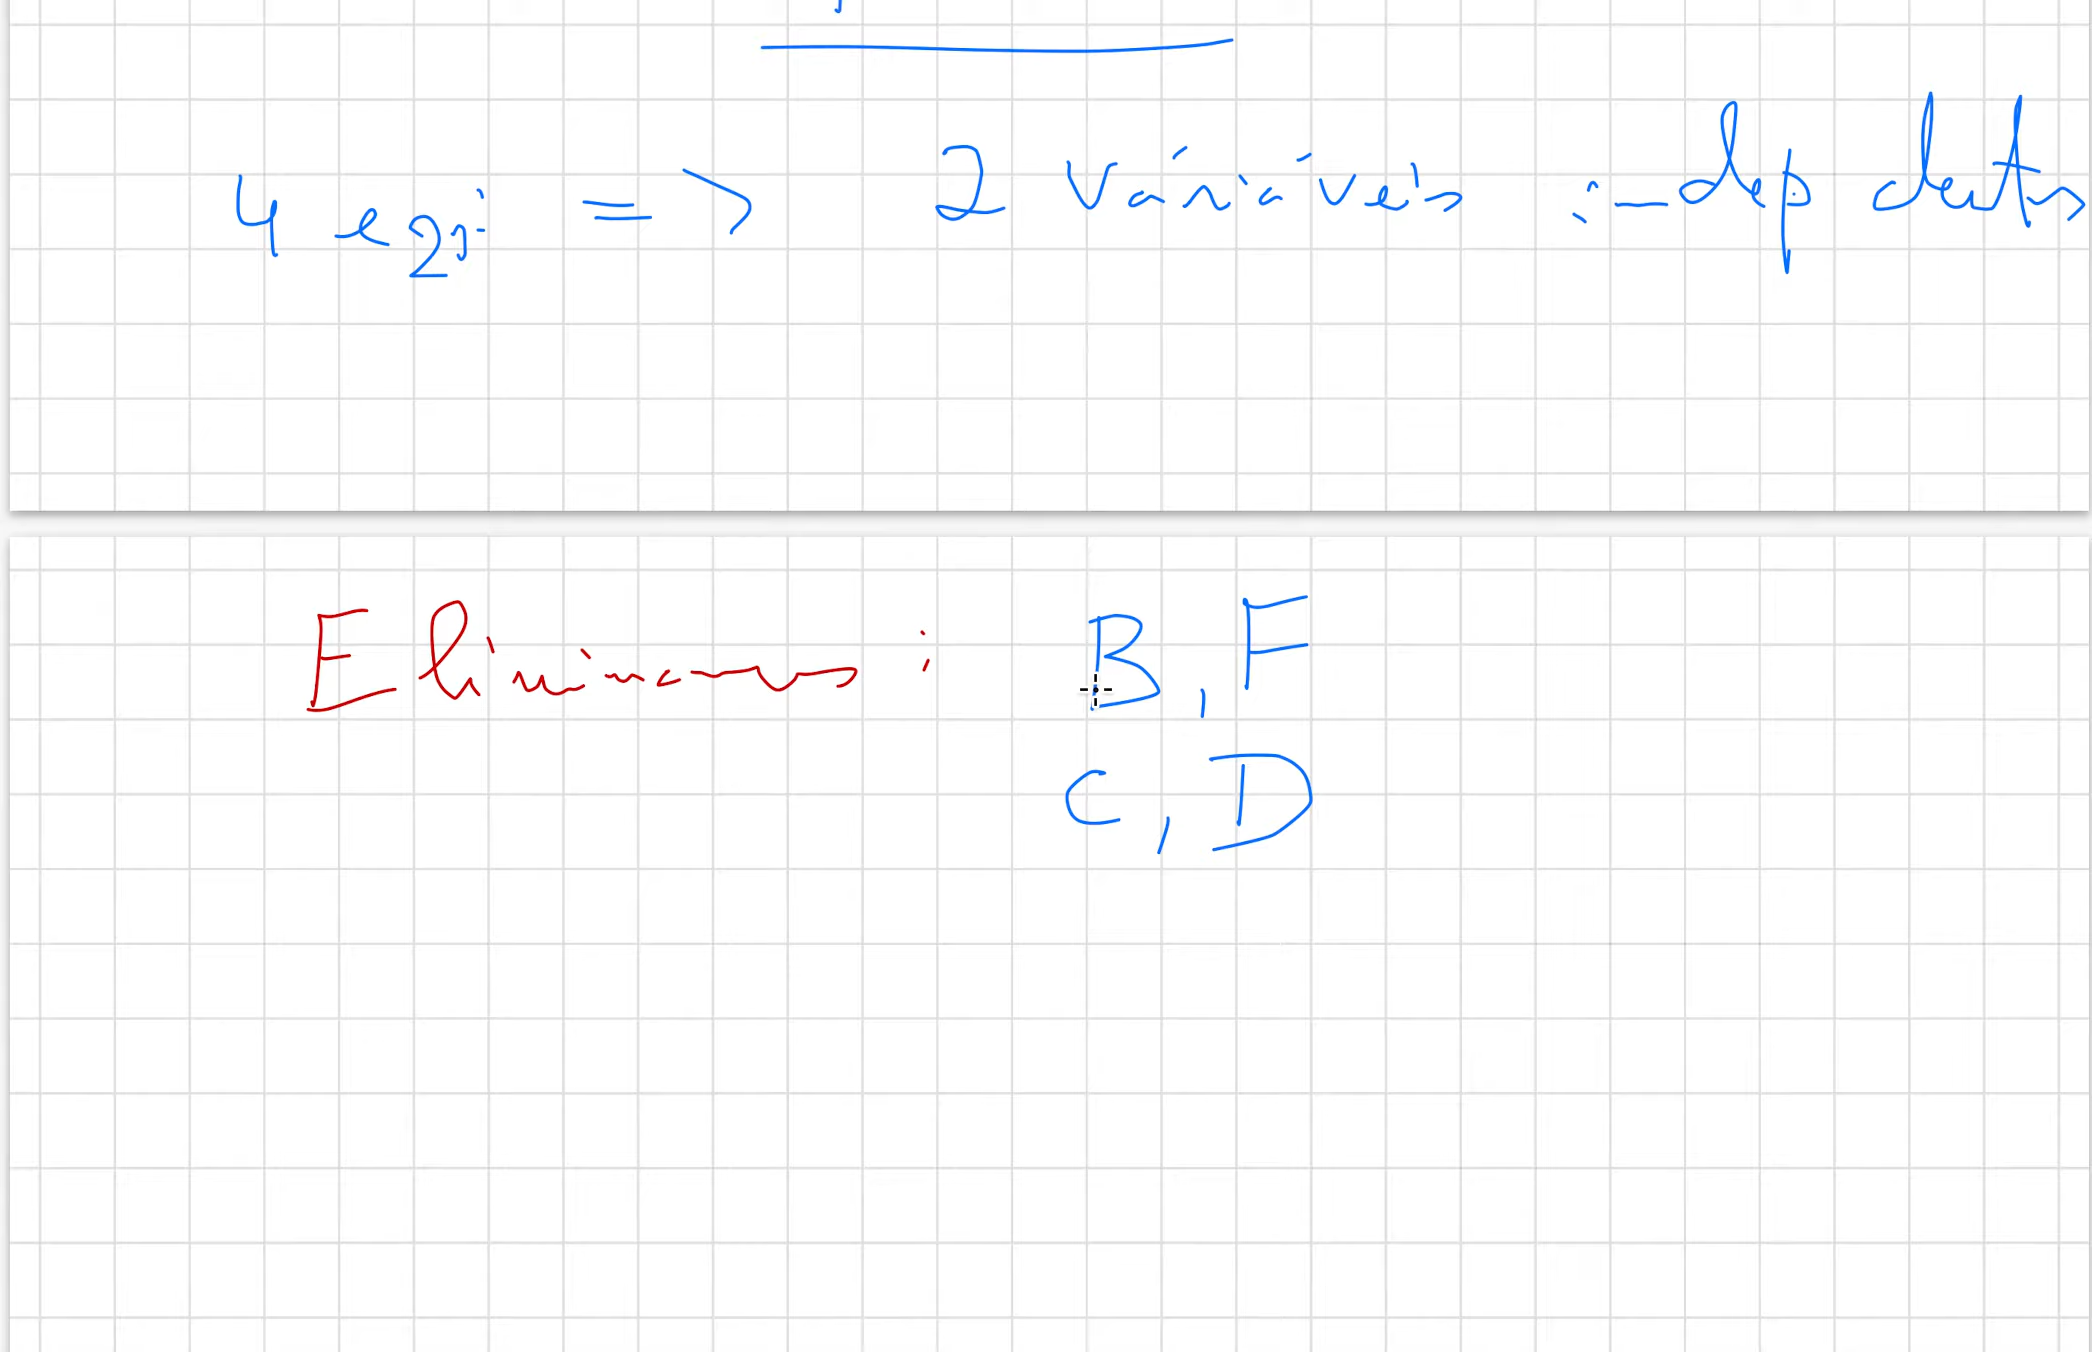 4 eqs: => 2 variáveis independentes
Eliminamos : B, F
C, D